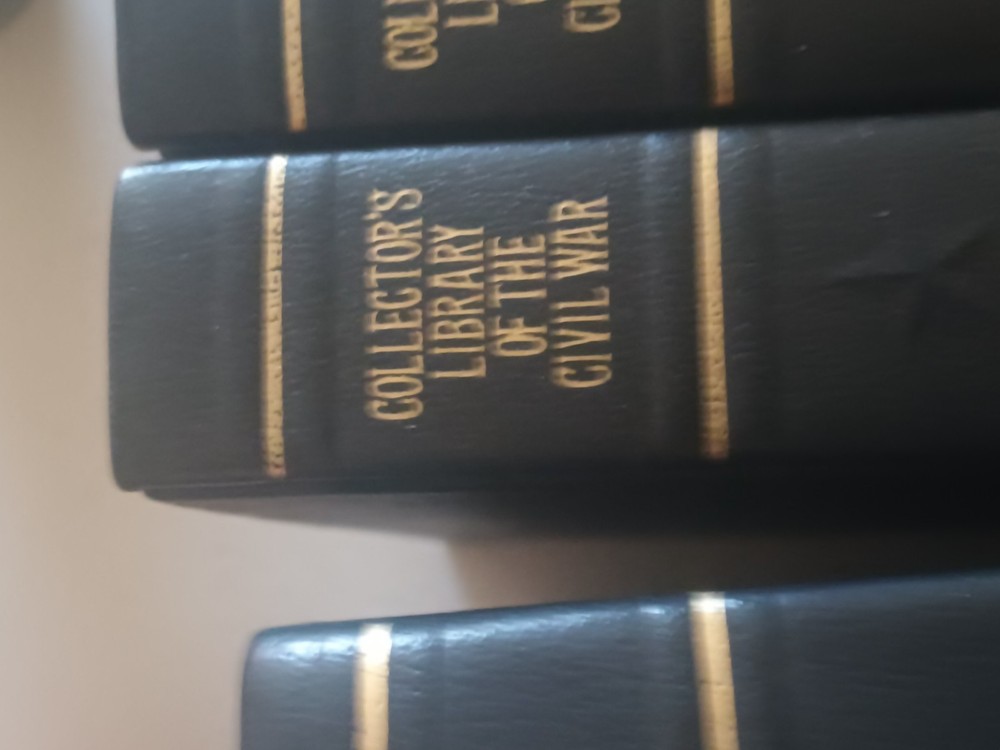 COLLECTOR'S
LIBRARY
OF THE
CIVIL WAR